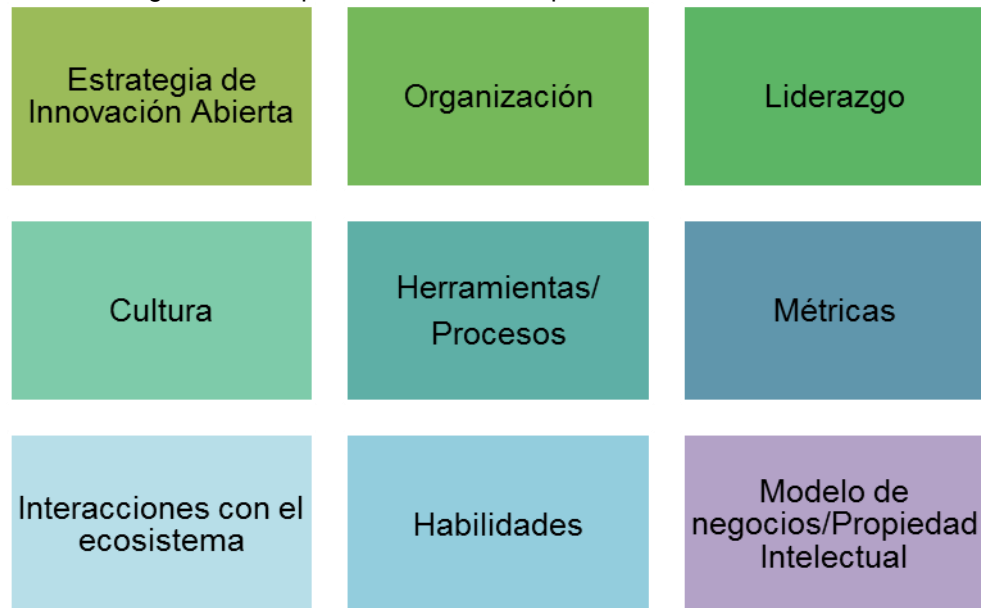 Estrategia de
Innovación Abierta
Organización
Liderazgo
Cultura
Herramientas/
Procesos
Métricas
Interacciones con el
ecosistema
Habilidades
Modelo de
negocios/Propiedad
Intelectual